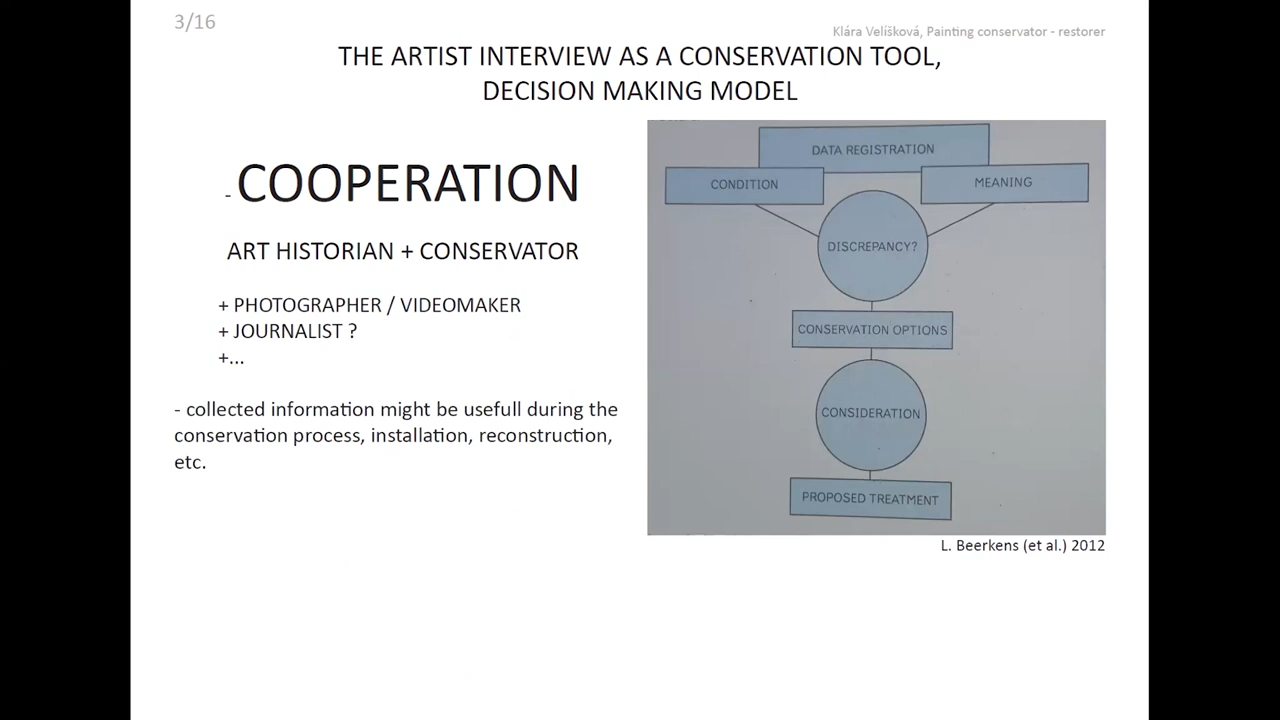 3/16
Klára Velíšková, Painting conservator - restorer
THE ARTIST INTERVIEW AS A CONSERVATION TOOL,
DECISION MAKING MODEL
- COOPERATION
ART HISTORIAN + CONSERVATOR
+ PHOTOGRAPHER / VIDEOMAKER
+ JOURNALIST ?
+...
- collected information might be usefull during the
conservation process, installation, reconstruction,
etc.
DATA REGISTRATION
CONDITION
MEANING
DISCREPANCY?
CONSERVATION OPTIONS
CONSIDERATION
PROPOSED TREATMENT
L. Beerkens (et al.) 2012